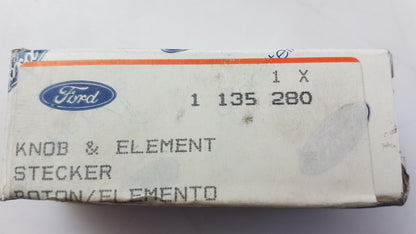 1 X
Ford
1 135 280
KNOB & ELEMENT
STECKER
BOTON/ELEMENTO